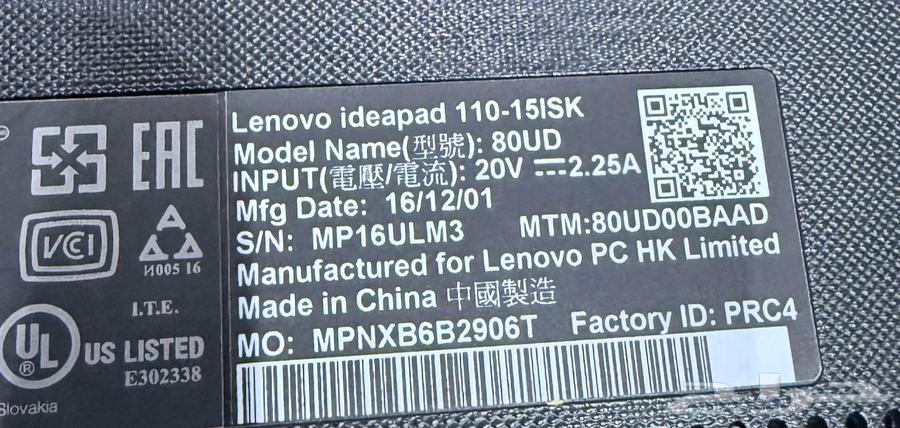 Lenovo ideapad 110-15ISK
Model Name(型號): 80UD
INPUT(電壓/電流): 20V ⎓2.25A
Mfg Date: 16/12/01
S/N: MP16ULM3 MTM:80UD00BAAD
Manufactured for Lenovo PC HK Limited
Made in China 中國製造
MO: MPNXB6B2906T Factory ID: PRC4
EAC
VCCI
И005 16
I.T.E.
UL
®
US LISTED
E302338
Slovakia